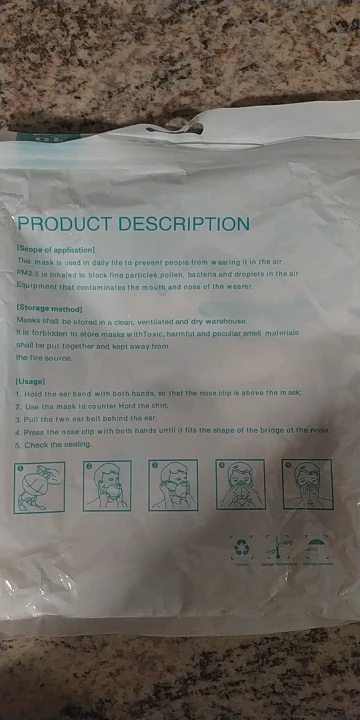 PRODUCT DESCRIPTION
[Scope of application]
This mask is used in daily life to prevent people from wearing it in the air
PM2.5 is inhaled to block fine particles,pollen, bacteria and droplets in the air
Equipment that contaminates the mouth and nose of the wearer.
[Storage method]
Masks shall be stored in a clean, ventilated and dry warehouse.
It is forbidden to store masks withToxic, harmful and peculiar smell materials
shall be put together and kept away from
the fire source.
[Usage]
1. Hold the ear band with both hands, so that the nose clip is above the mask;
2. Use the mask to counter Hold the chin;
3. Pull the two ear belt behind the ear;
4. Press the nose clip with both hands until it fits the shape of the bridge of the nose;
5. Check the sealing.
1
2
3
4
5